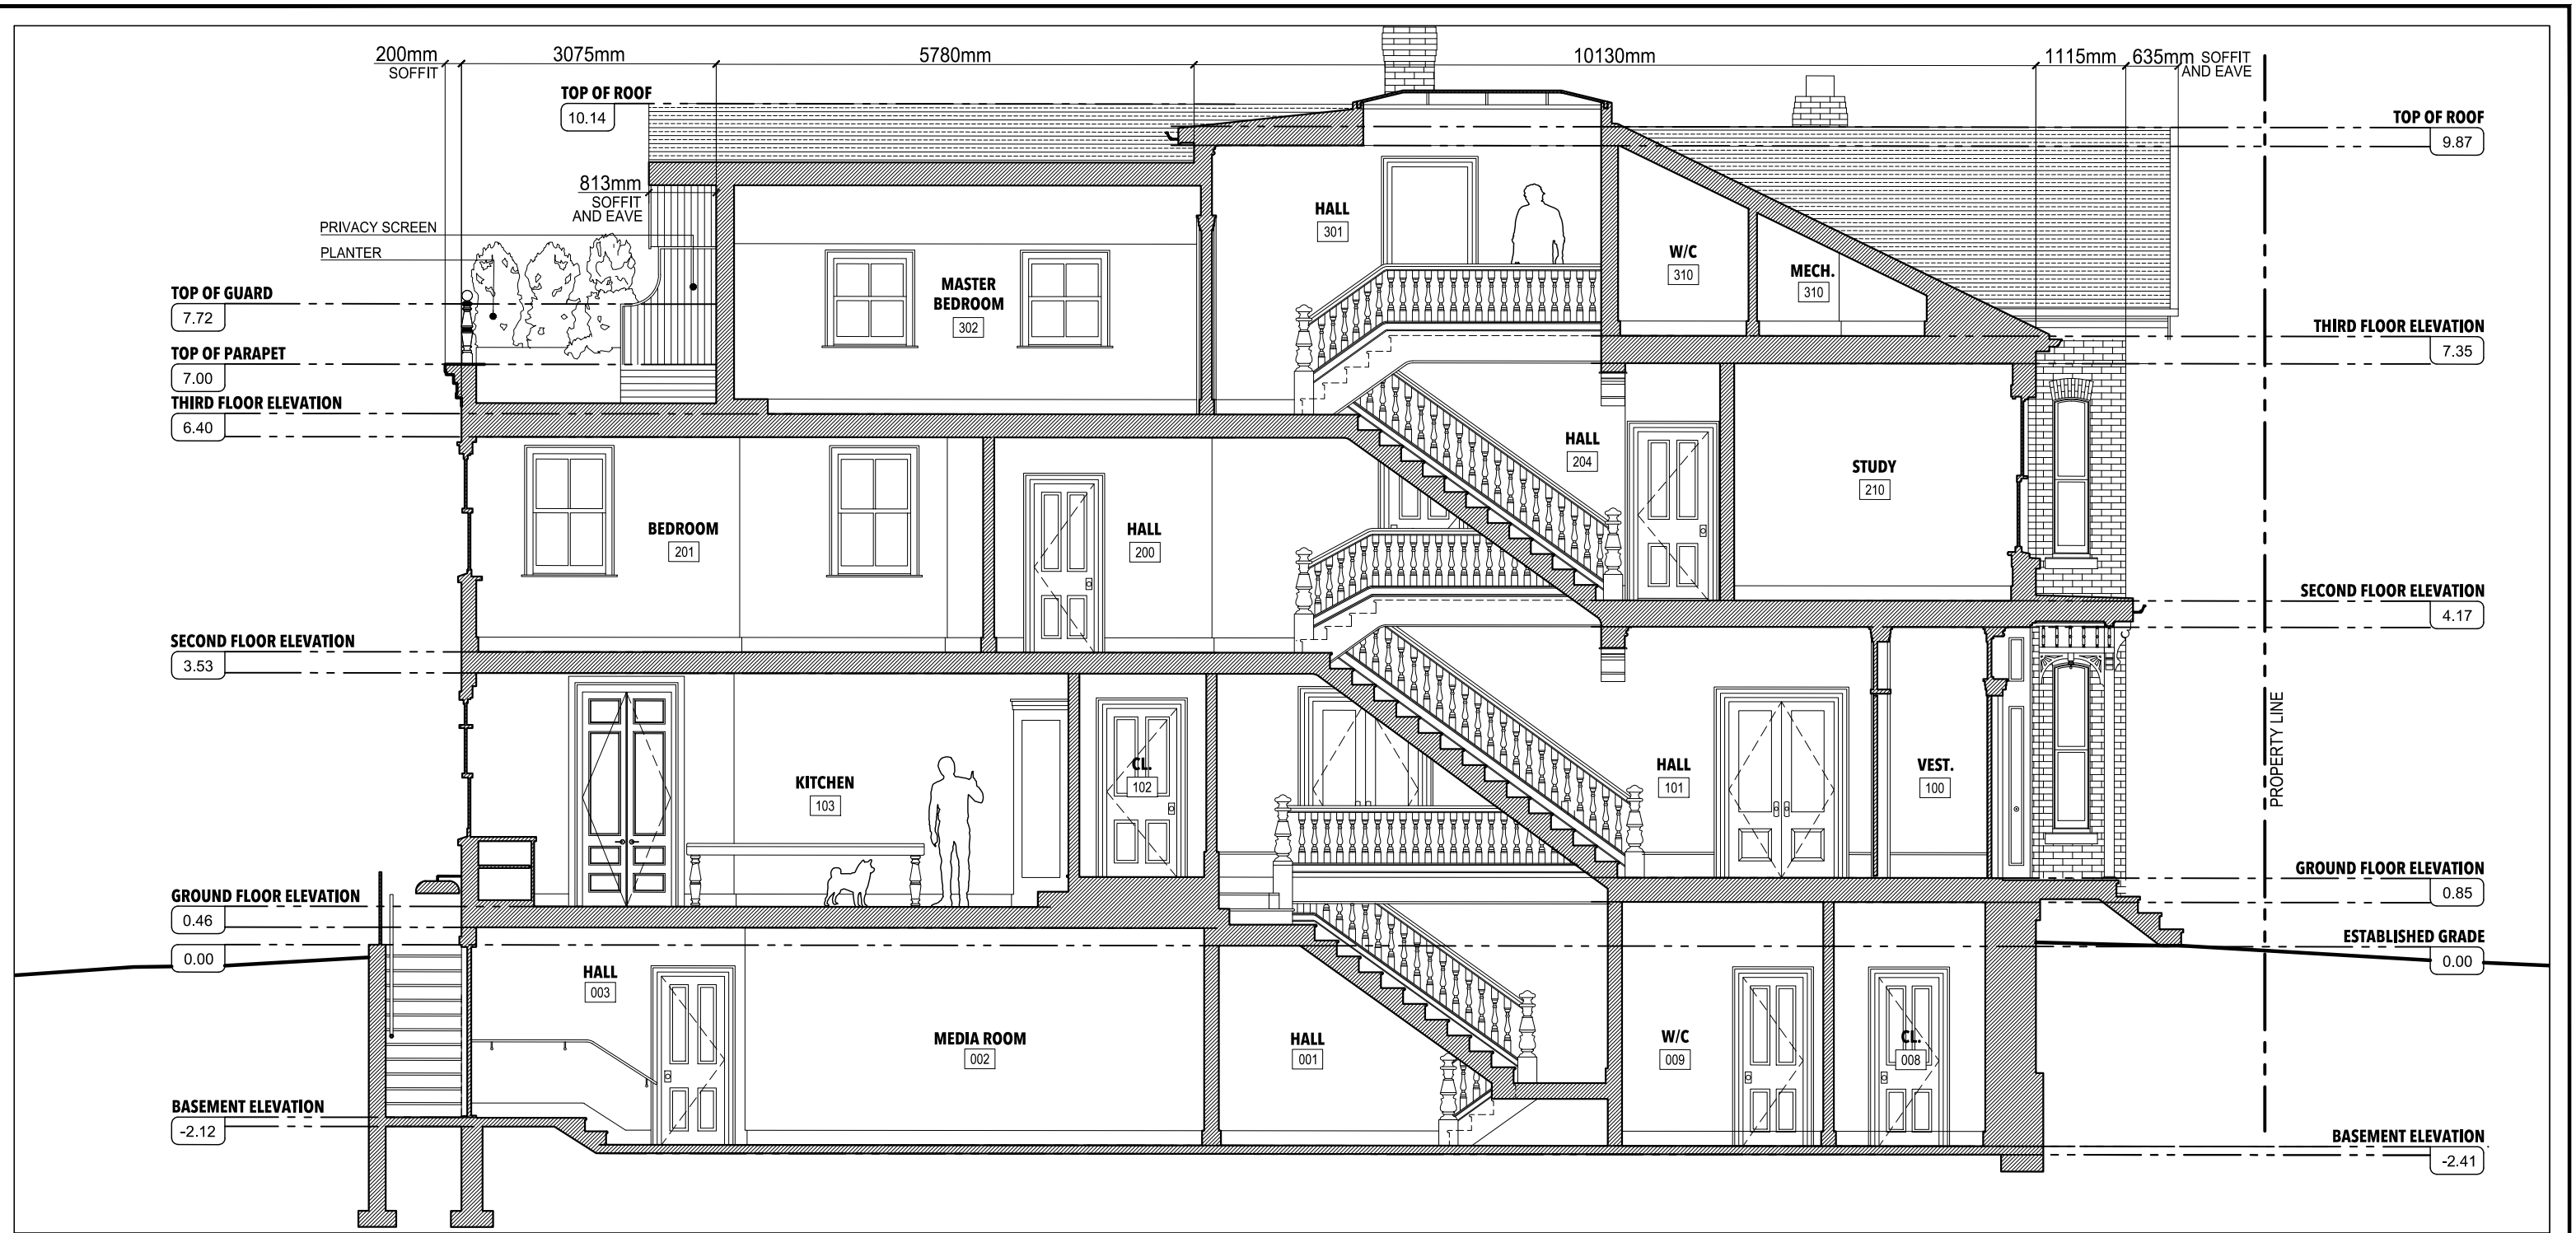 200mm
SOFFIT
3075mm
5780mm
10130mm
1115mm
635mm SOFFIT
AND EAVE
TOP OF ROOF
10.14
TOP OF ROOF
9.87
813mm
SOFFIT
AND EAVE
PRIVACY SCREEN
PLANTER
HALL
301
W/C
310
MECH.
310
MASTER
BEDROOM
302
TOP OF GUARD
7.72
THIRD FLOOR ELEVATION
7.35
TOP OF PARAPET
7.00
THIRD FLOOR ELEVATION
6.40
HALL
204
STUDY
210
BEDROOM
201
HALL
200
SECOND FLOOR ELEVATION
4.17
SECOND FLOOR ELEVATION
3.53
PROPERTY LINE
KITCHEN
103
CL.
102
HALL
101
VEST.
100
GROUND FLOOR ELEVATION
0.85
GROUND FLOOR ELEVATION
0.46
ESTABLISHED GRADE
0.00
0.00
HALL
003
MEDIA ROOM
002
HALL
001
W/C
009
CL.
008
BASEMENT ELEVATION
-2.12
BASEMENT ELEVATION
-2.41